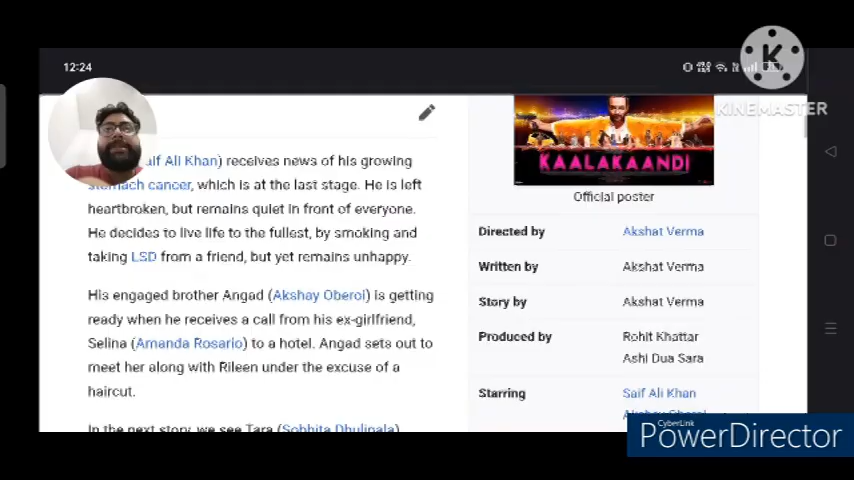 12:24
KINEMASTER
KAALAKAANDI
Official poster
aif Ali Khan) receives news of his growing
stomach cancer, which is at the last stage. He is left
heartbroken, but remains quiet in front of everyone.
He decides to live life to the fullest, by smoking and
taking LSD from a friend, but yet remains unhappy.
His engaged brother Angad (Akshay Oberoi) is getting
ready when he receives a call from his ex-girlfriend,
Selina (Amanda Rosario) to a hotel. Angad sets out to
meet her along with Rileen under the excuse of a
haircut.
In the next story, we see Tara (Sobhita Dhulipala)
Directed by Akshat Verma
Written by Akshat Verma
Story by Akshat Verma
Produced by Rohit Khattar
Ashi Dua Sara
Starring Saif Ali Khan
Akshay Oberoi
CyberLink
PowerDirector